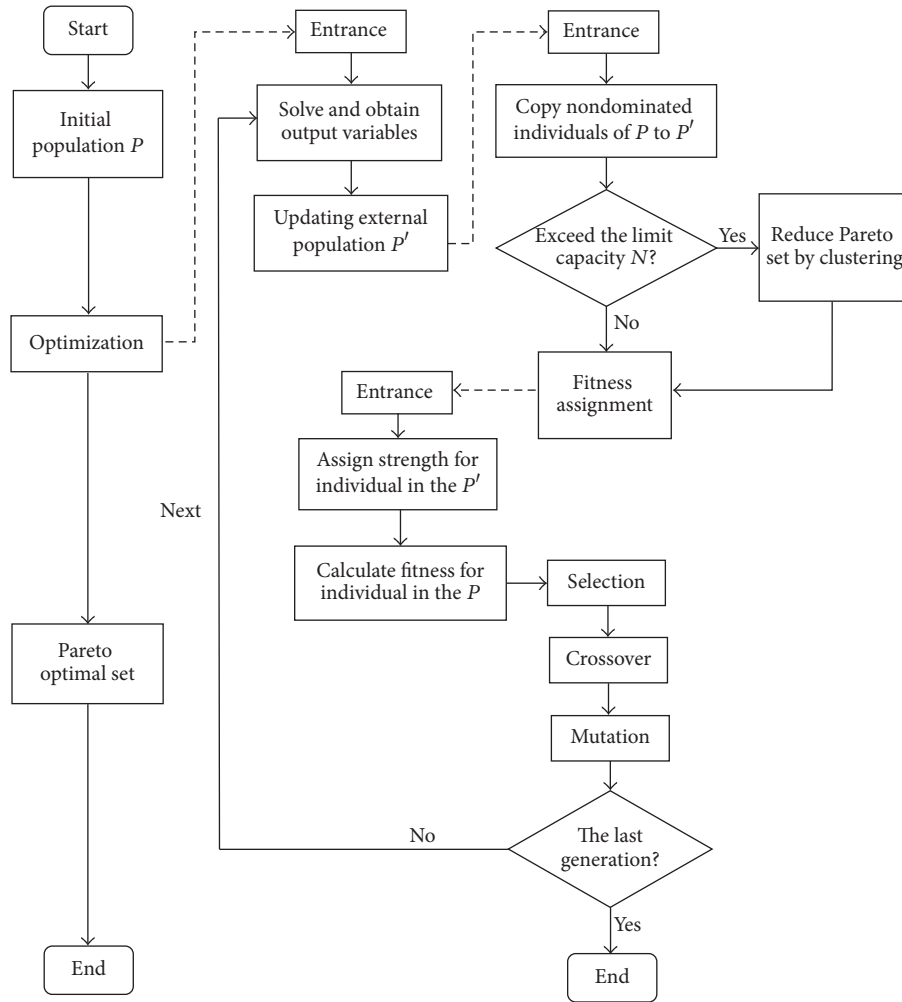 Start
Initial
population P
Optimization
Pareto
optimal set
End
Entrance
Solve and obtain
output variables
Updating external
population P′
Entrance
Copy nondominated
individuals of P to P′
Exceed the limit
capacity N?
Yes
Reduce Pareto
set by clustering
No
Fitness
assignment
Entrance
Assign strength for
individual in the P′
Calculate fitness for
individual in the P
Selection
Crossover
Mutation
The last
generation?
No
Next
Yes
End